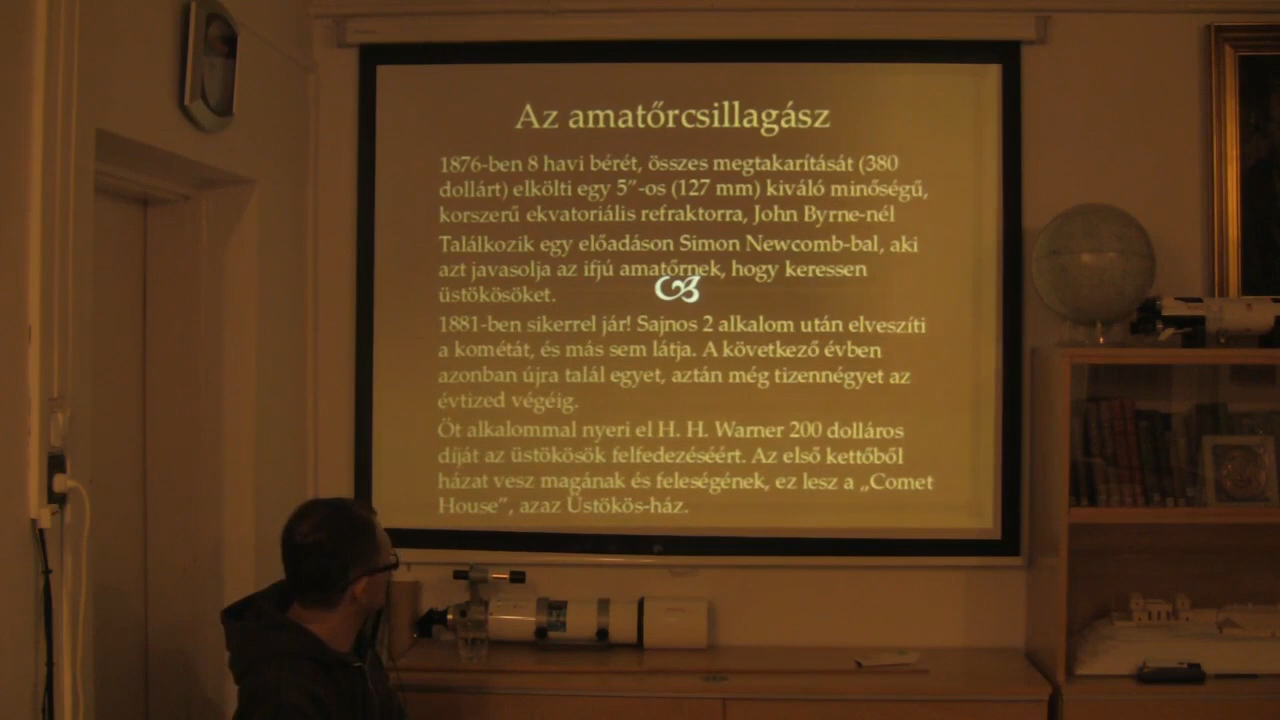 Az amatőrcsillagász
1876-ben 8 havi bérét, összes megtakarítását (380
dollárt) elkölti egy 5”-os (127 mm) kiváló minőségű,
korszerű ekvatoriális refraktorra, John Byrne-nél
Találkozik egy előadáson Simon Newcomb-bal, aki
azt javasolja az ifjú amatőrnek, hogy keressen
üstökösöket.
1881-ben sikerrel jár! Sajnos 2 alkalom után elveszíti
a kométát, és más sem látja. A következő évben
azonban újra talál egyet, aztán még tizennégyet az
évtized végéig.
Öt alkalommal nyeri el H. H. Warner 200 dolláros
díját az üstökösök felfedezéséért. Az első kettőből
házat vesz magának és feleségének, ez lesz a „Comet
House”, azaz Üstökös-ház.